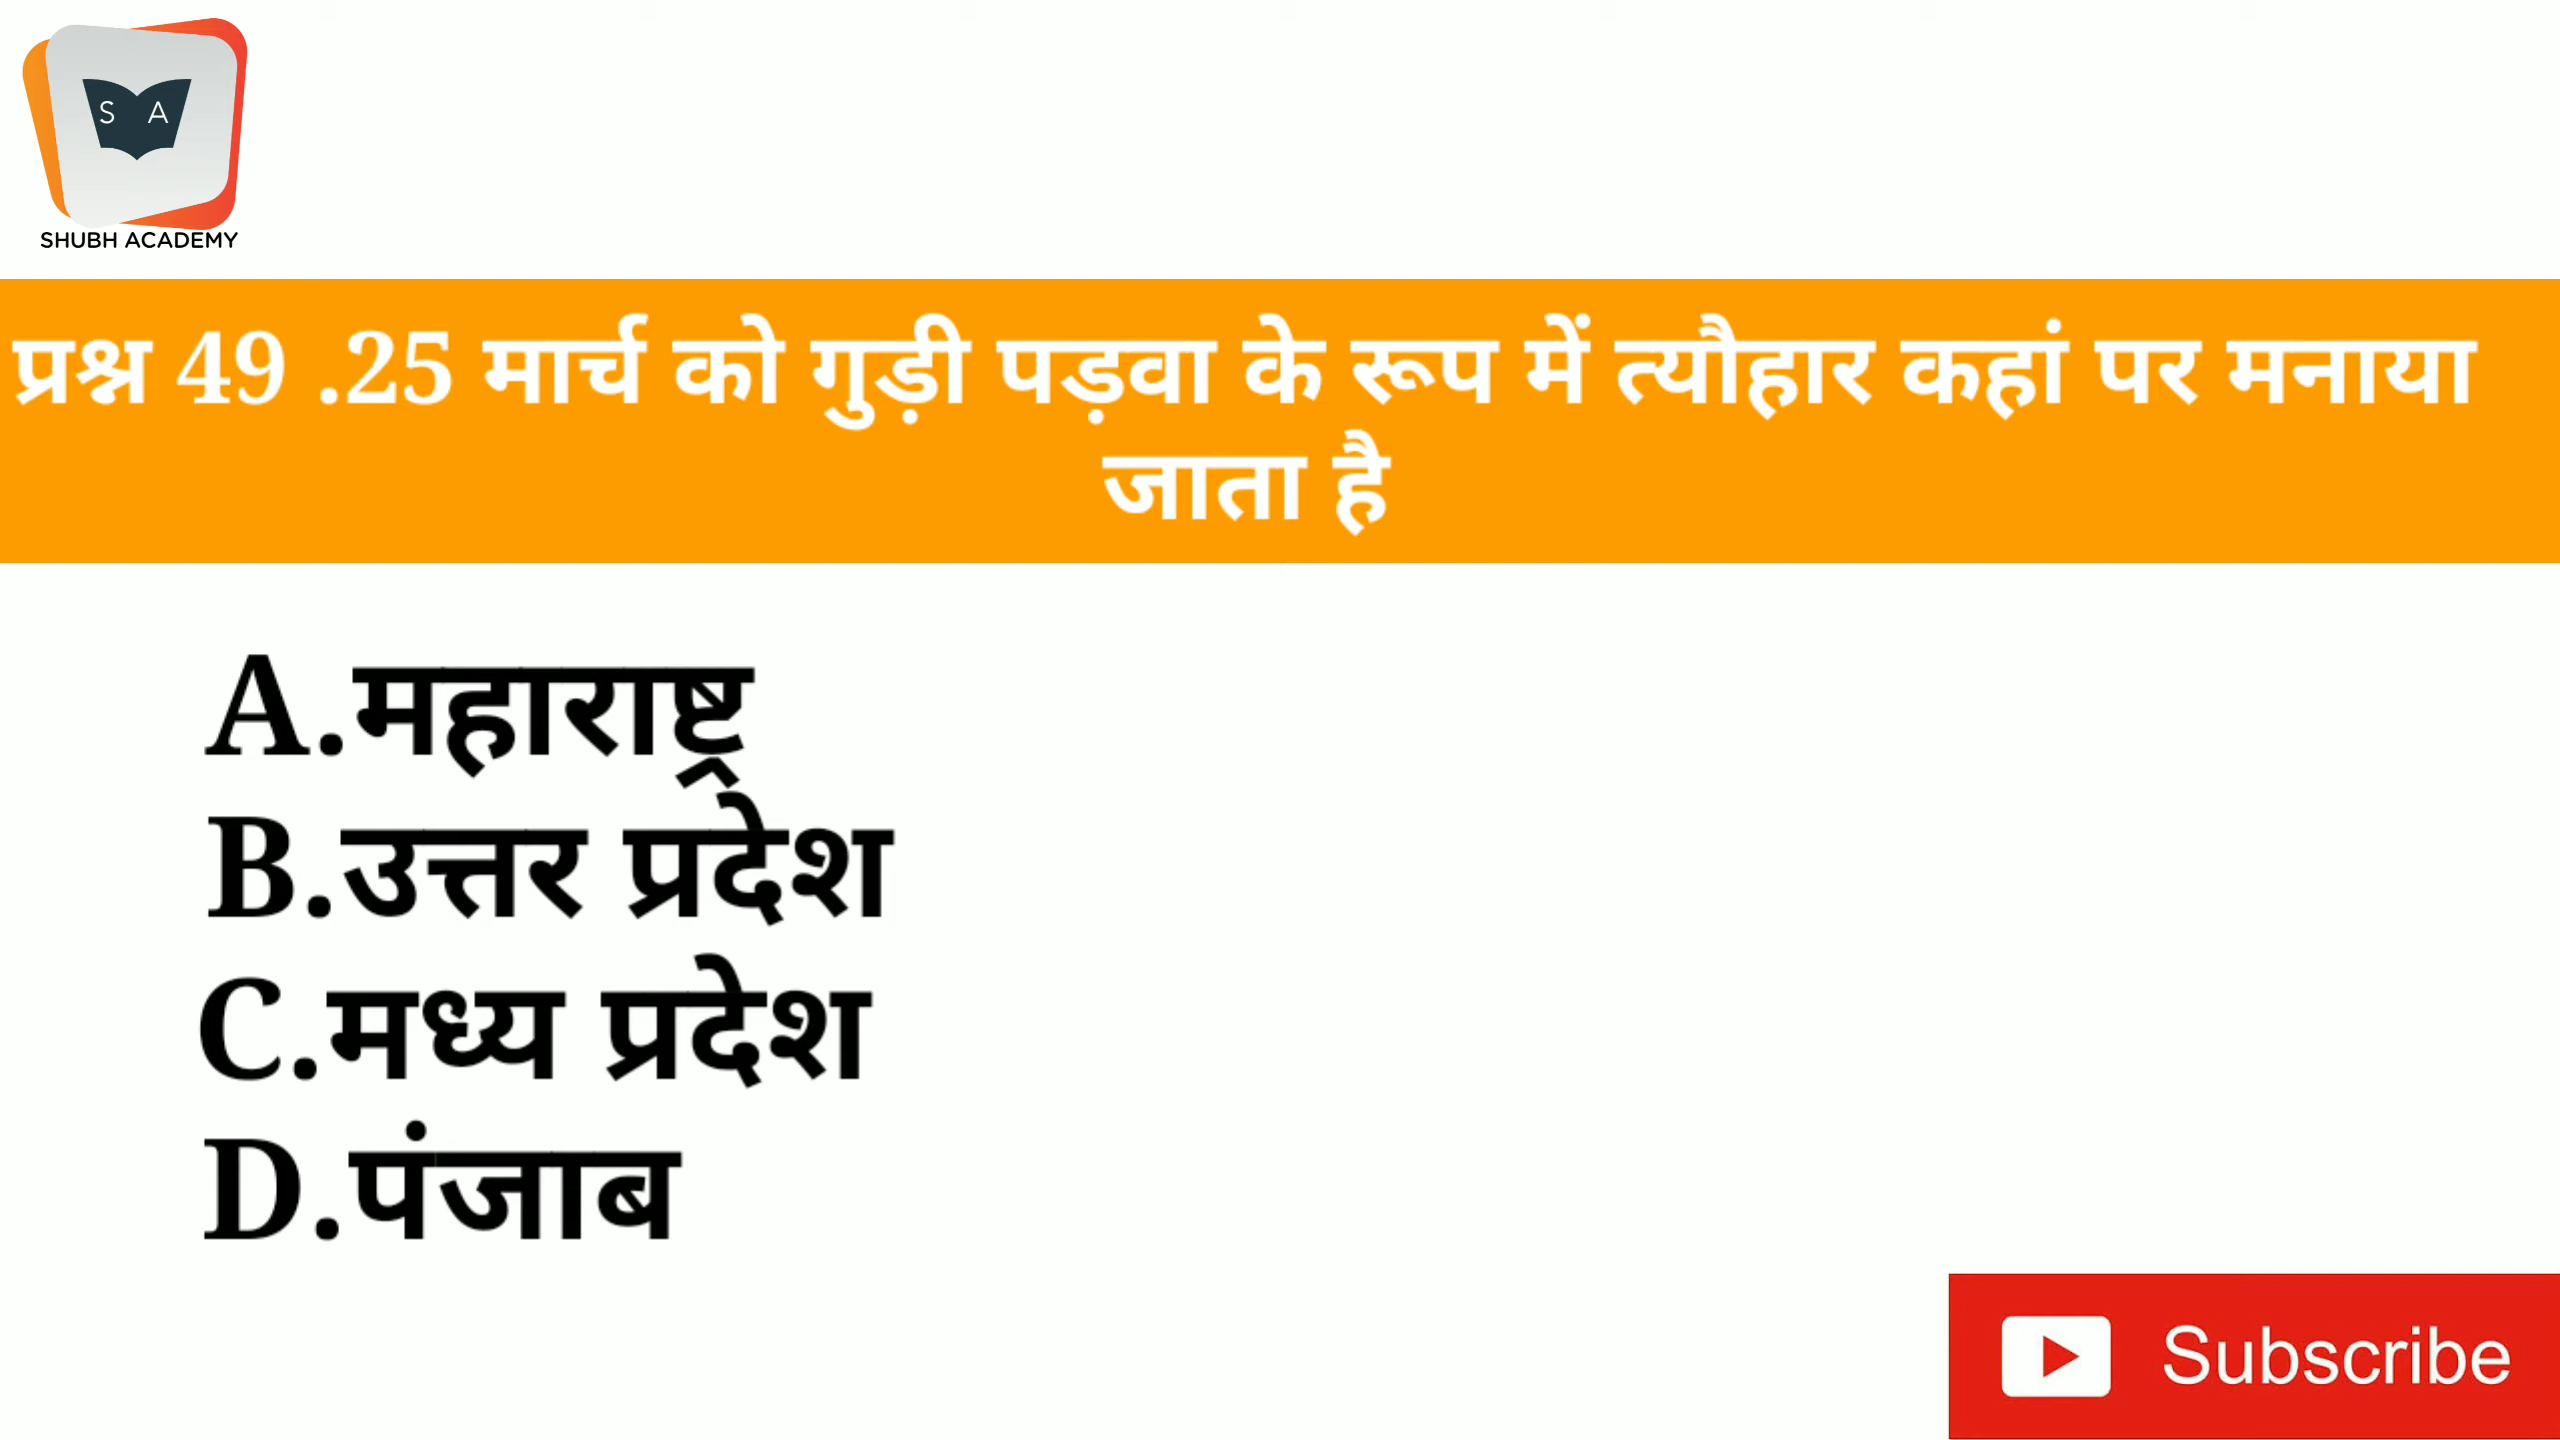 S A
SHUBH ACADEMY
प्रश्न 49 .25 मार्च को गुड़ी पड़वा के रूप में त्यौहार कहां पर मनाया
जाता है
A.महाराष्ट्र
B.उत्तर प्रदेश
C.मध्य प्रदेश
D.पंजाब
Subscribe